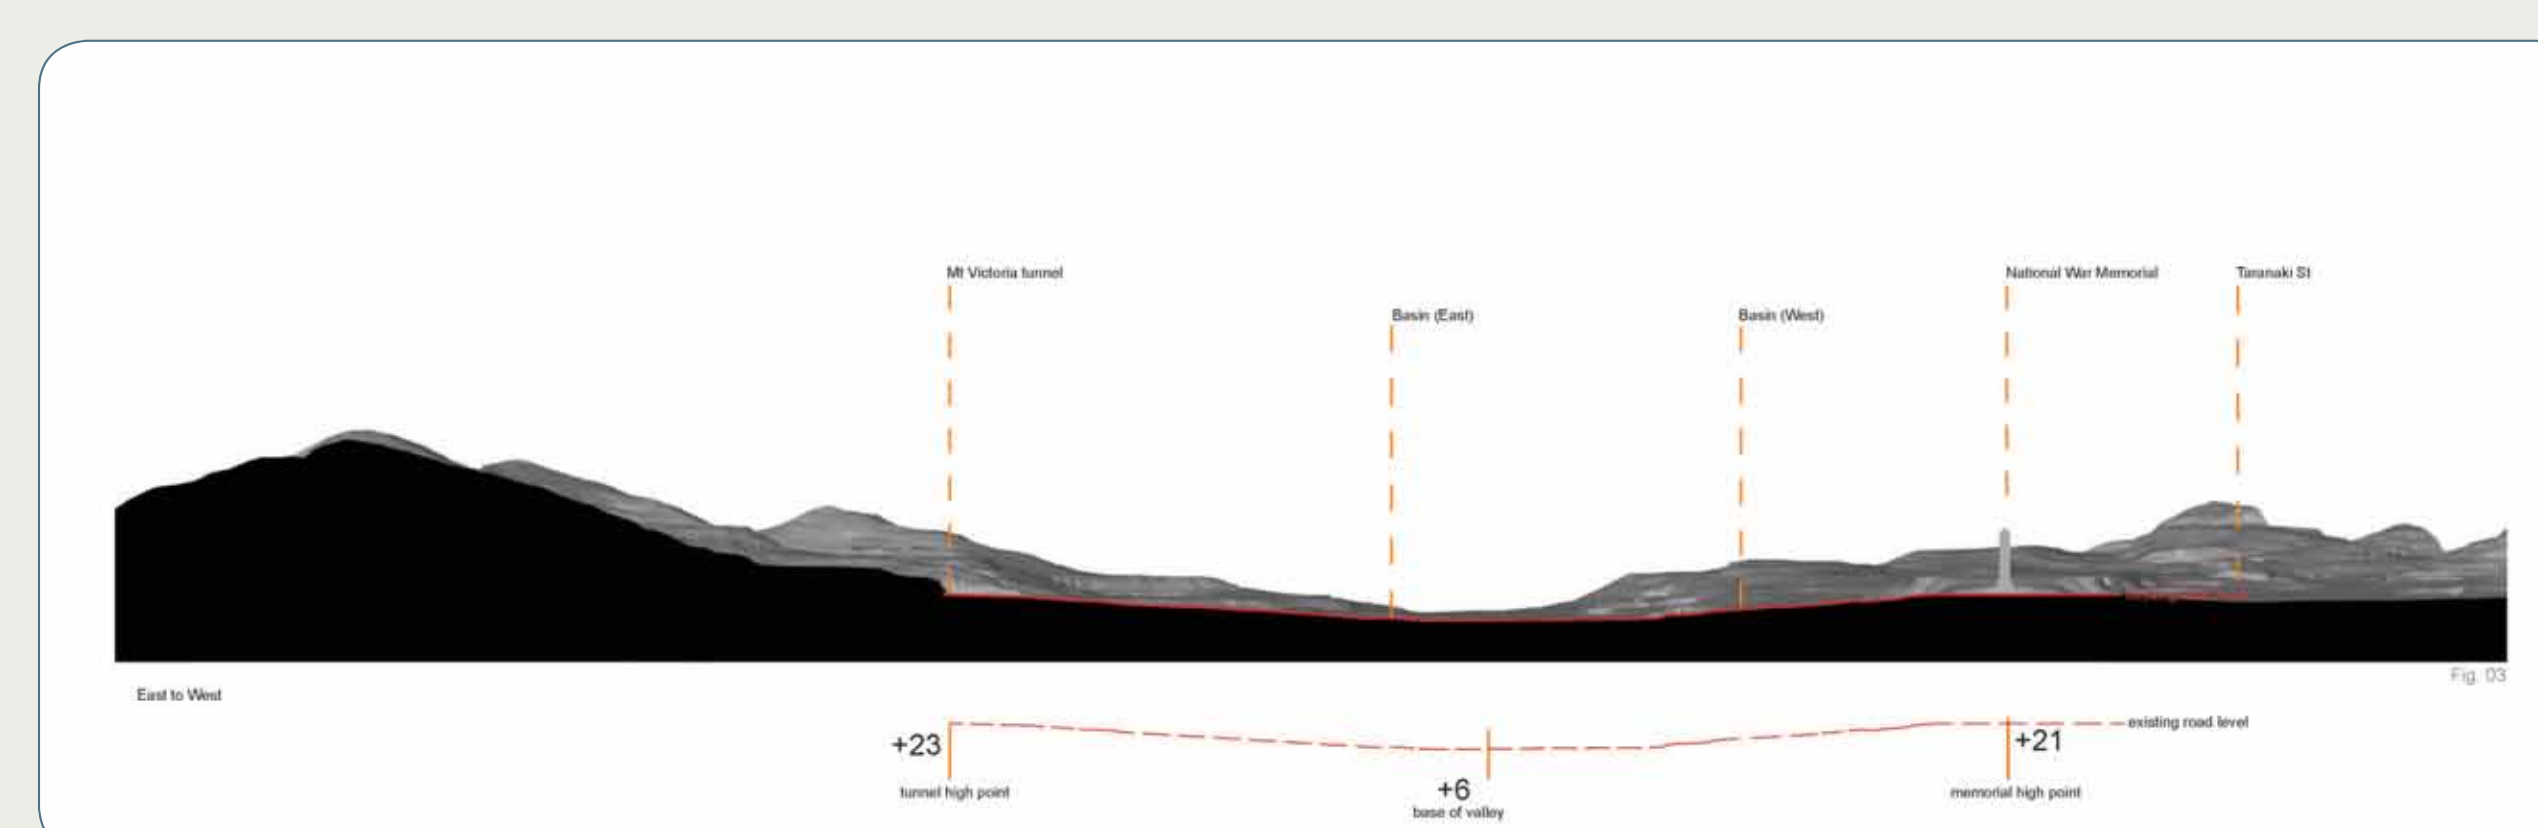 Mt Victoria tunnel
National War Memorial
Taranaki St
Basin (East)
Basin (West)
Fig. 03
East to West
existing road level
+23
+21
tunnel high point
+6
memorial high point
base of valley